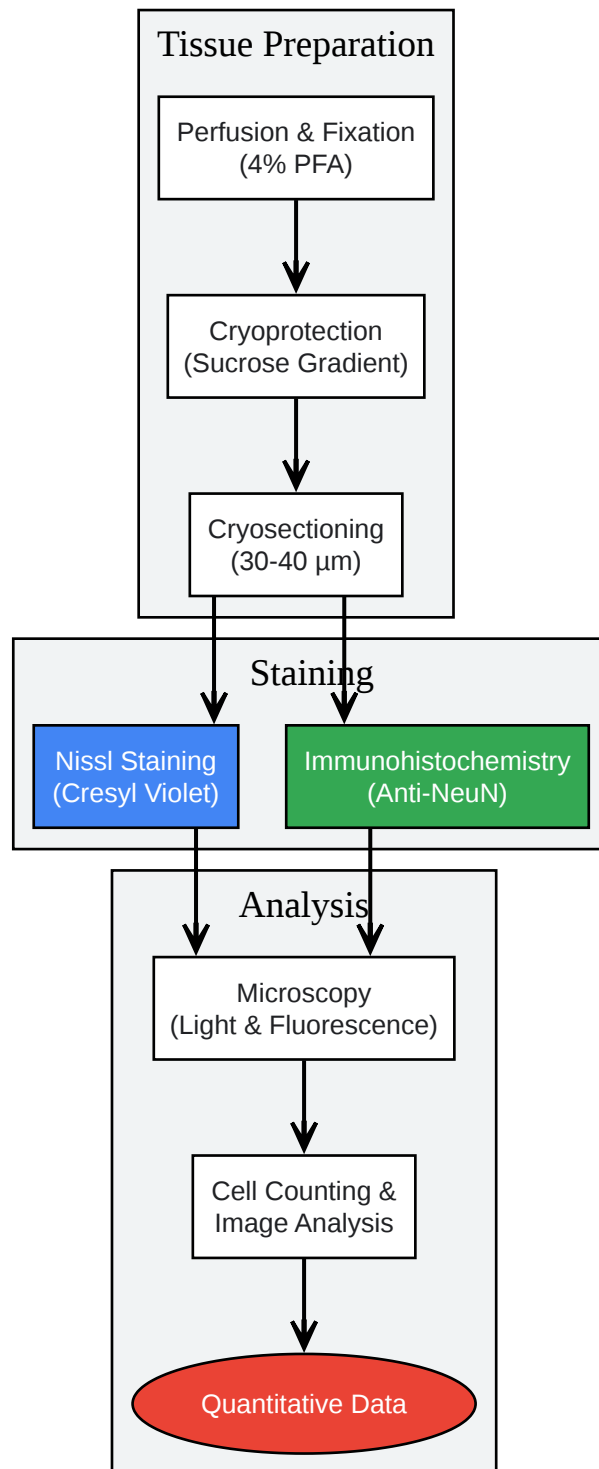 Tissue Preparation
Perfusion & Fixation
(4% PFA)
Cryoprotection
(Sucrose Gradient)
Cryosectioning
(30-40 µm)
Staining
Nissl Staining
(Cresyl Violet)
Immunohistochemistry
(Anti-NeuN)
Analysis
Microscopy
(Light & Fluorescence)
Cell Counting &
Image Analysis
Quantitative Data